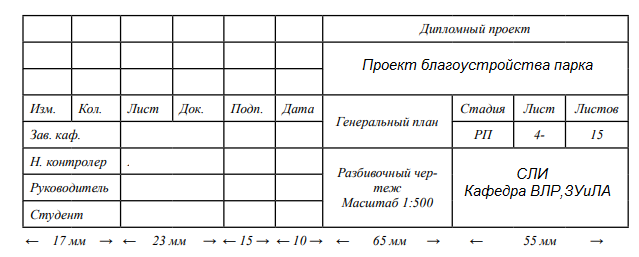 Дипломный проект
Проект благоустройства парка
Изм. Кол. Лист Док. Подп. Дата
Генеральный план
Стадия Лист Листов
Зав. каф.
РП 4- 15
Н. контролер .
Разбивочный чер-
теж
Масштаб 1:500
СЛИ
Кафедра ВЛР,ЗУиЛА
Руководитель
Студент
← 17 мм → ← 23 мм → ← 15 → ← 10 → ← 65 мм → ← 55 мм →